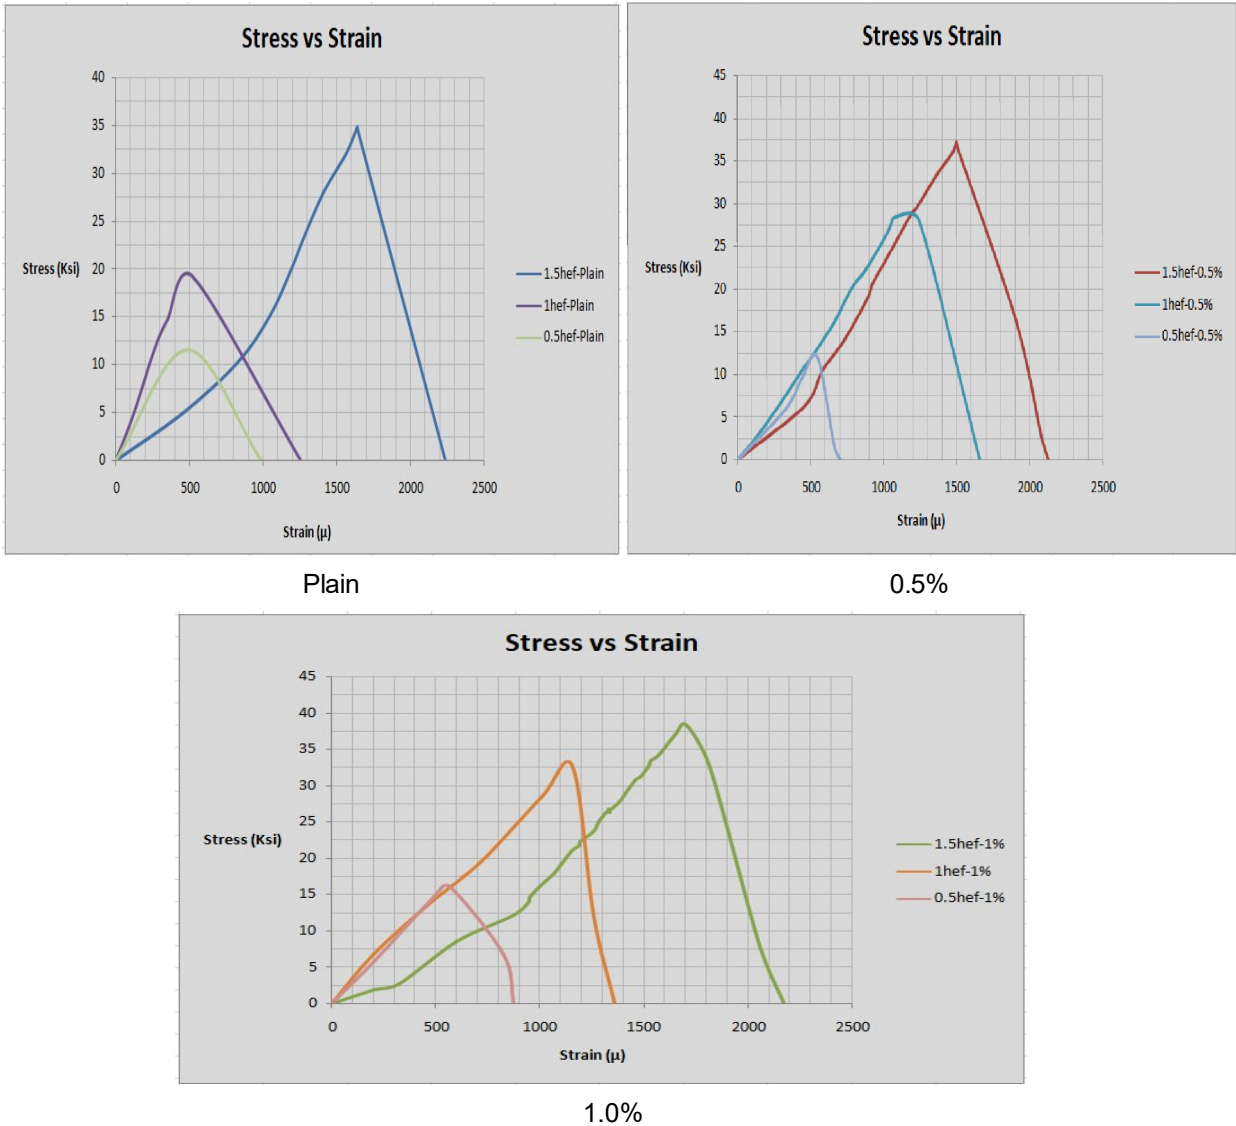 Stress vs Strain
40
35
30
25
20
15
10
5
0
Stress (Ksi)
0 500 1000 1500 2000 2500
Strain (μ)
1.5hef-Plain
1hef-Plain
0.5hef-Plain
Plain
Stress vs Strain
45
40
35
30
25
20
15
10
5
0
Stress (Ksi)
0 500 1000 1500 2000 2500
Strain (μ)
1.5hef-0.5%
1hef-0.5%
0.5hef-0.5%
0.5%
Stress vs Strain
45
40
35
30
25
20
15
10
5
0
Stress (Ksi)
0 500 1000 1500 2000 2500
Strain (μ)
1.5hef-1%
1hef-1%
0.5hef-1%
1.0%